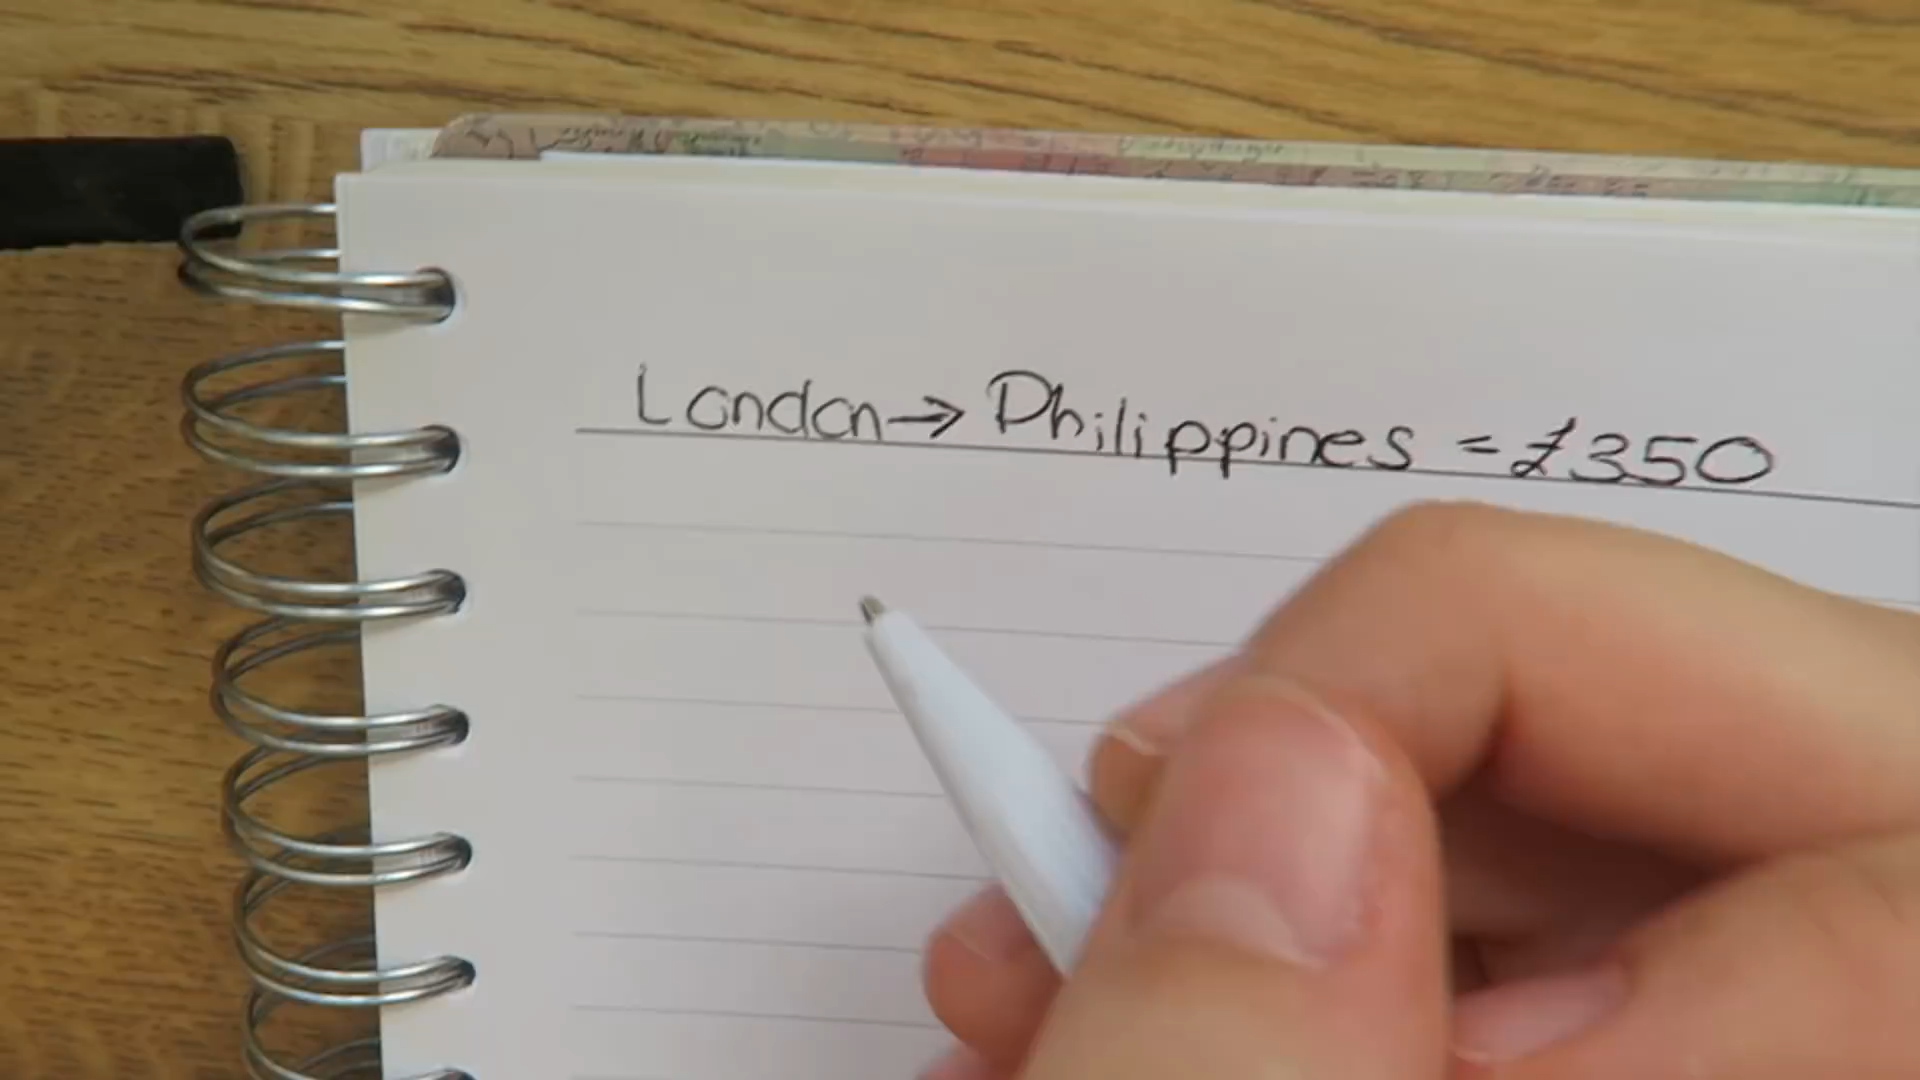 London → Philippines = £350